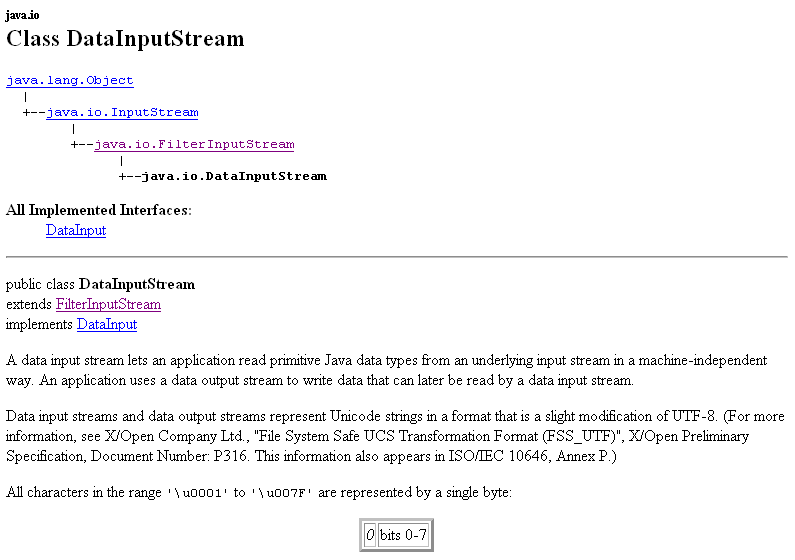 java.io
Class DataInputStream
java.lang.Object
|
+--java.io.InputStream
|
+--java.io.FilterInputStream
|
+--java.io.DataInputStream
All Implemented Interfaces:
DataInput
public class DataInputStream
extends FilterInputStream
implements DataInput
A data input stream lets an application read primitive Java data types from an underlying input stream in a machine-independent
way. An application uses a data output stream to write data that can later be read by a data input stream.
Data input streams and data output streams represent Unicode strings in a format that is a slight modification of UTF-8. (For more
information, see X/Open Company Ltd., "File System Safe UCS Transformation Format (FSS_UTF)", X/Open Preliminary
Specification, Document Number: P316. This information also appears in ISO/IEC 10646, Annex P.)
All characters in the range '\u0001' to '\u007F' are represented by a single byte:
0 bits 0-7